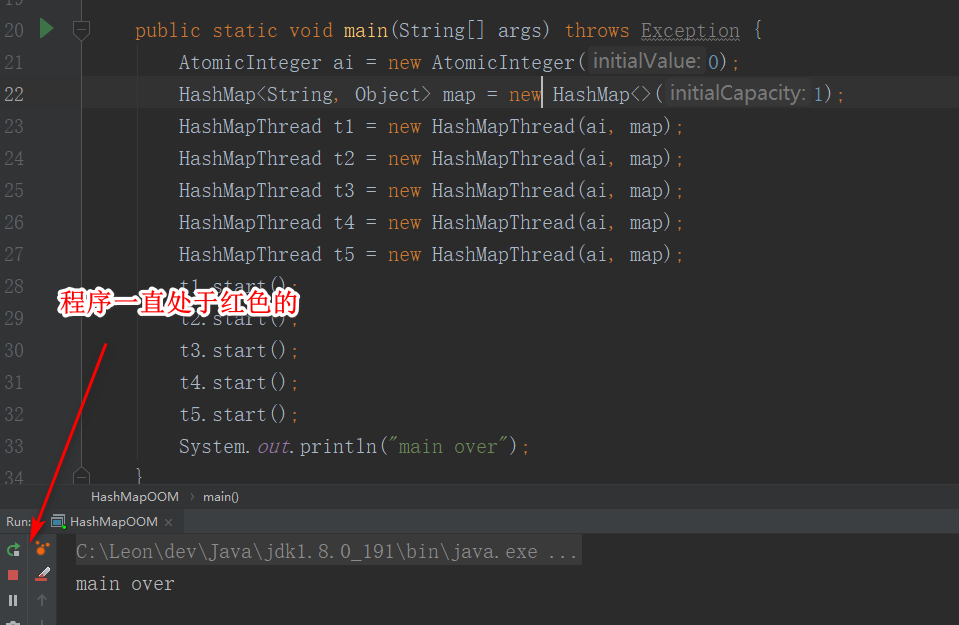 19
20 public static void main(String[] args) throws Exception {
21 AtomicInteger ai = new AtomicInteger( initialValue: 0);
22 HashMap<String, Object> map = new HashMap<>( initialCapacity: 1);
23 HashMapThread t1 = new HashMapThread(ai, map);
24 HashMapThread t2 = new HashMapThread(ai, map);
25 HashMapThread t3 = new HashMapThread(ai, map);
26 HashMapThread t4 = new HashMapThread(ai, map);
27 HashMapThread t5 = new HashMapThread(ai, map);
28 t1.start();
程序一直处于红色的
29 t2.start();
30 t3.start();
31 t4.start();
32 t5.start();
33 System.out.println("main over");
34 }
HashMapOOM › main()
Run: HashMapOOM ×
C:\Leon\dev\Java\jdk1.8.0_191\bin\java.exe ...
main over